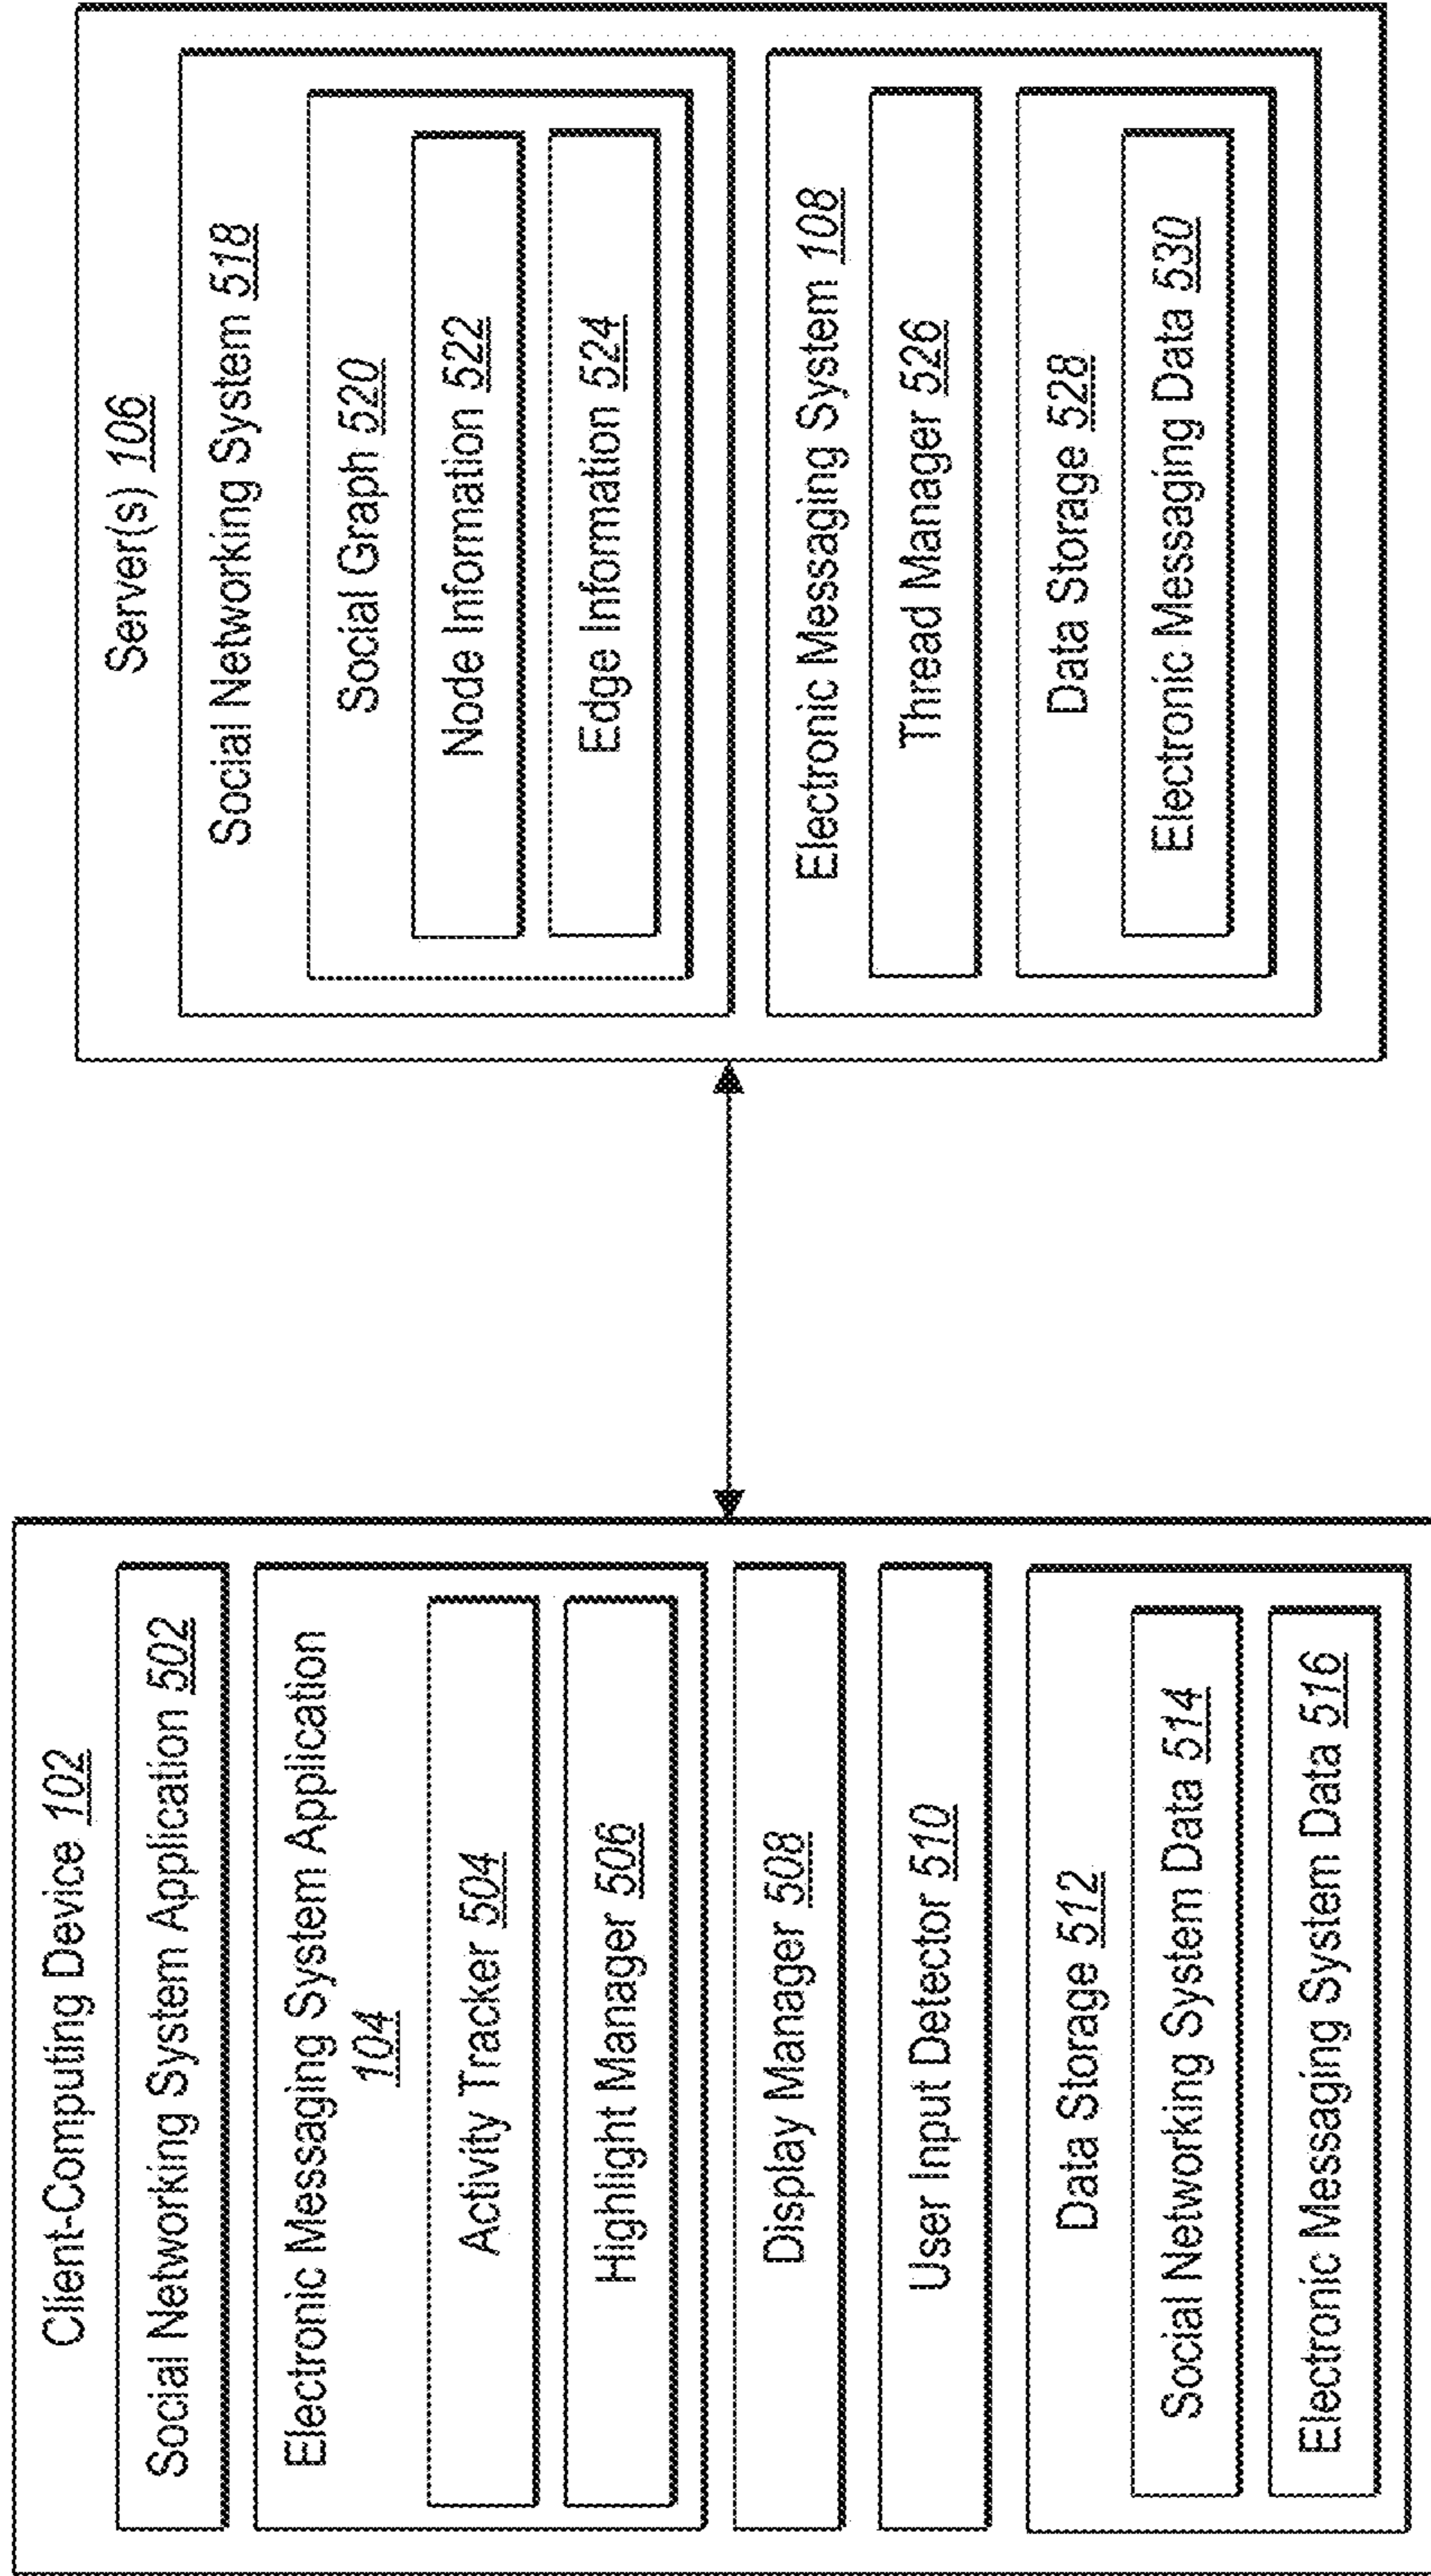 Client-Computing Device 102
Social Networking System Application 502
Electronic Messaging System Application
104
Activity Tracker 504
Highlight Manager 506
Display Manager 508
User Input Detector 510
Data Storage 512
Social Networking System Data 514
Electronic Messaging System Data 516
Server(s) 106
Social Networking System 518
Social Graph 520
Node Information 522
Edge Information 524
Electronic Messaging System 108
Thread Manager 526
Data Storage 528
Electronic Messaging Data 530